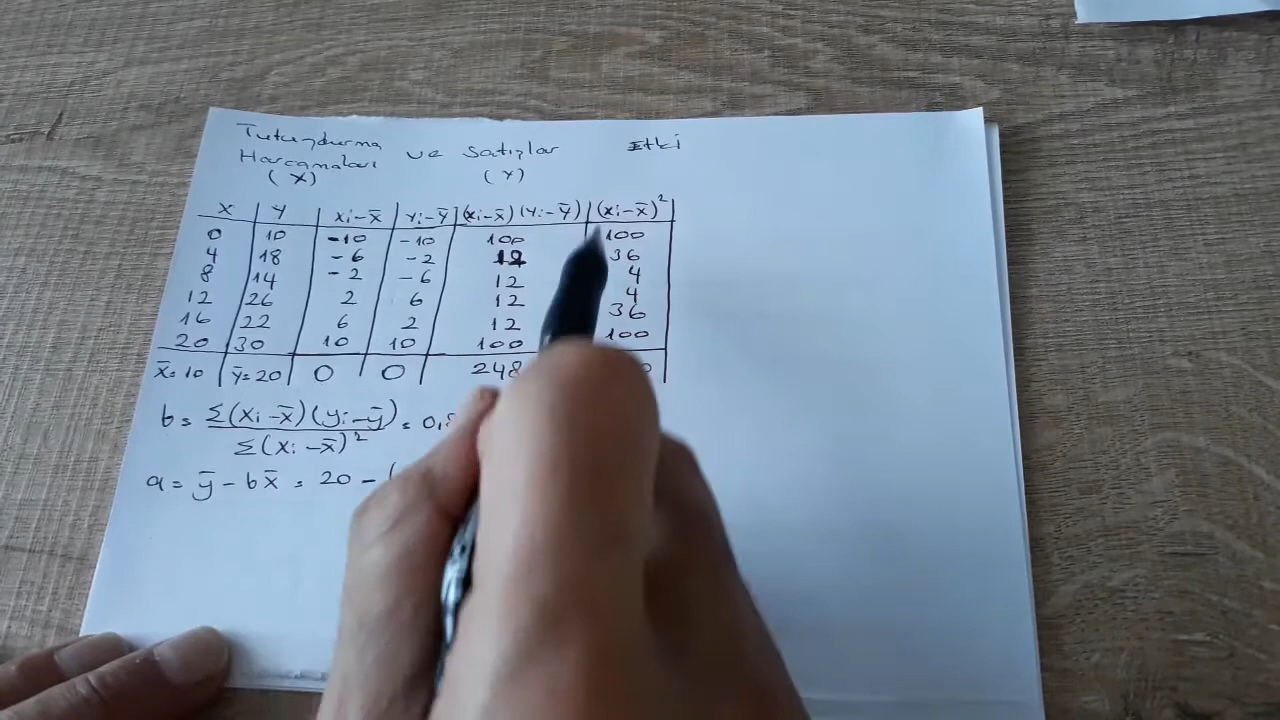 Tutundurma
Harcamaları ve Satışlar Etki
(X) (Y)
X Y xi-x̄ Yi-ȳ (xi-x̄)(Yi-ȳ) (xi-x̄)²
0 10 -10 -10 100 100
4 18 -6 -2 12 36
8 14 -2 -6 12 4
12 26 2 6 12 4
16 22 6 2 12 36
20 30 10 10 100 100
x̄=10 ȳ=20 0 0 248
b= Σ(xi-x̄)(yi-ȳ) = 0,
Σ(xi-x̄)²
a= ȳ-bx̄ = 20-(